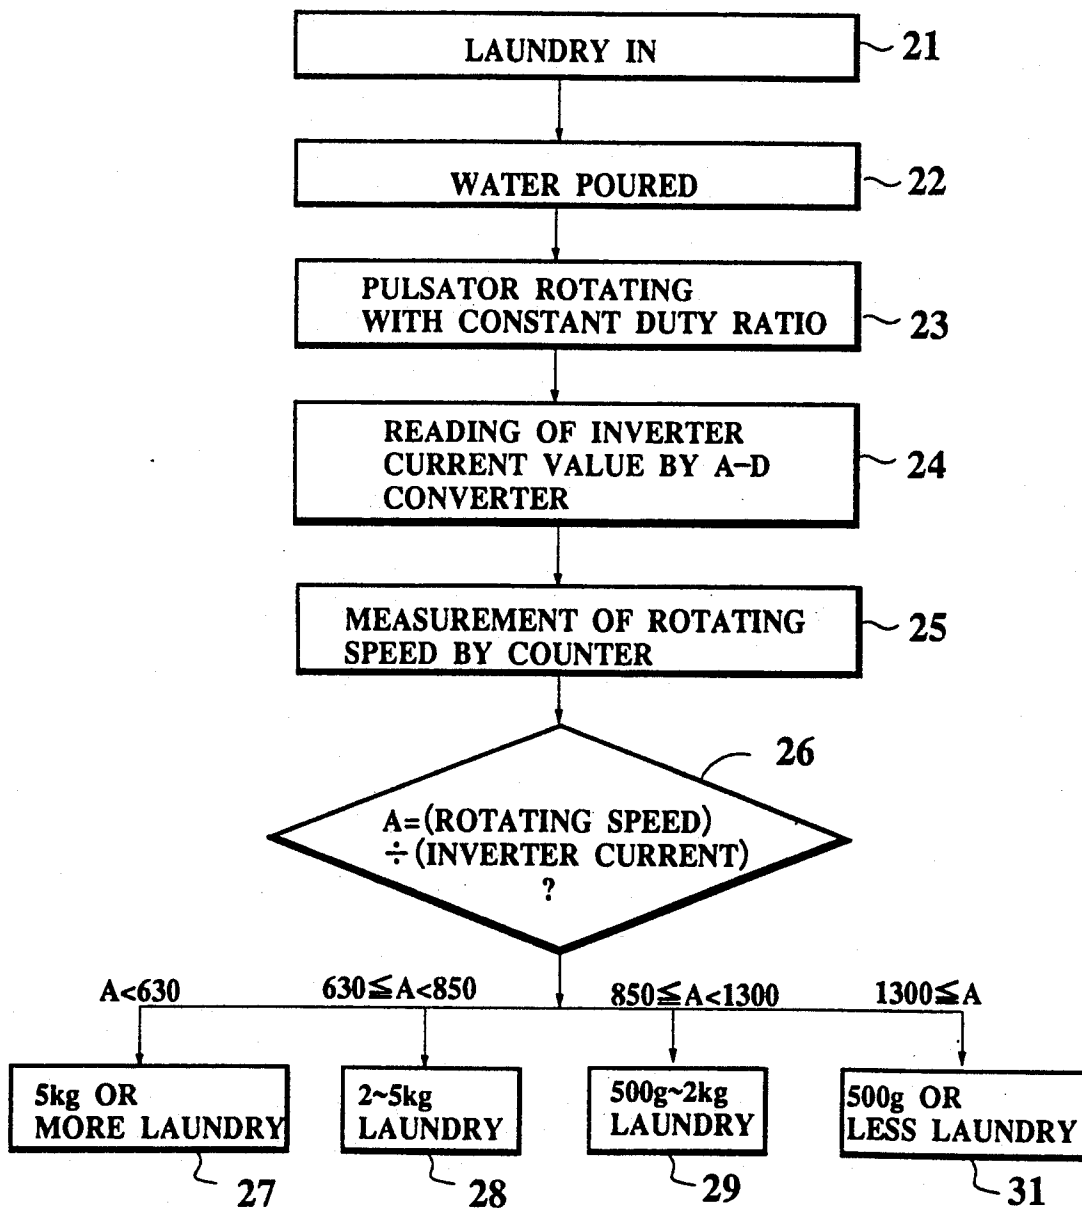 LAUNDRY IN
21
WATER POURED
22
PULSATOR ROTATING
WITH CONSTANT DUTY RATIO
23
READING OF INVERTER
CURRENT VALUE BY A-D
CONVERTER
24
MEASUREMENT OF ROTATING
SPEED BY COUNTER
25
26
A=(ROTATING SPEED)
÷(INVERTER CURRENT)
?
A<630
630≦A<850
850≦A<1300
1300≦A
5kg OR
MORE LAUNDRY
27
2~5kg
LAUNDRY
28
500g~2kg
LAUNDRY
29
500g OR
LESS LAUNDRY
31